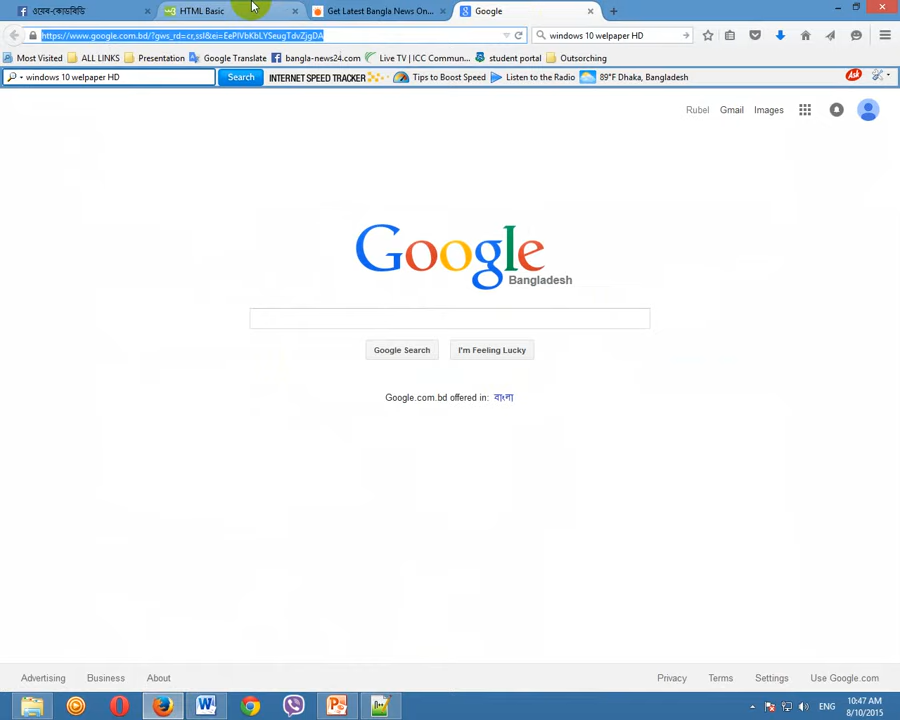 ওয়েব-কোডবিডি HTML Basic Get Latest Bangla News On... Google
https://www.google.com.bd/?gws_rd=cr,ssl&ei=EePIVbKbLYSeugTdvZjgDA windows 10 welpaper HD
Most Visited ALL LINKS Presentation Google Translate bangla-news24.com Live TV | ICC Commun... student portal Outsorching
windows 10 welpaper HD Search INTERNET SPEED TRACKER Tips to Boost Speed Listen to the Radio 89°F Dhaka, Bangladesh Ask
Rubel Gmail Images
Google
Bangladesh
Google Search I'm Feeling Lucky
Google.com.bd offered in: বাংলা
Advertising Business About Privacy Terms Settings Use Google.com
ENG 10:47 AM
8/10/2015